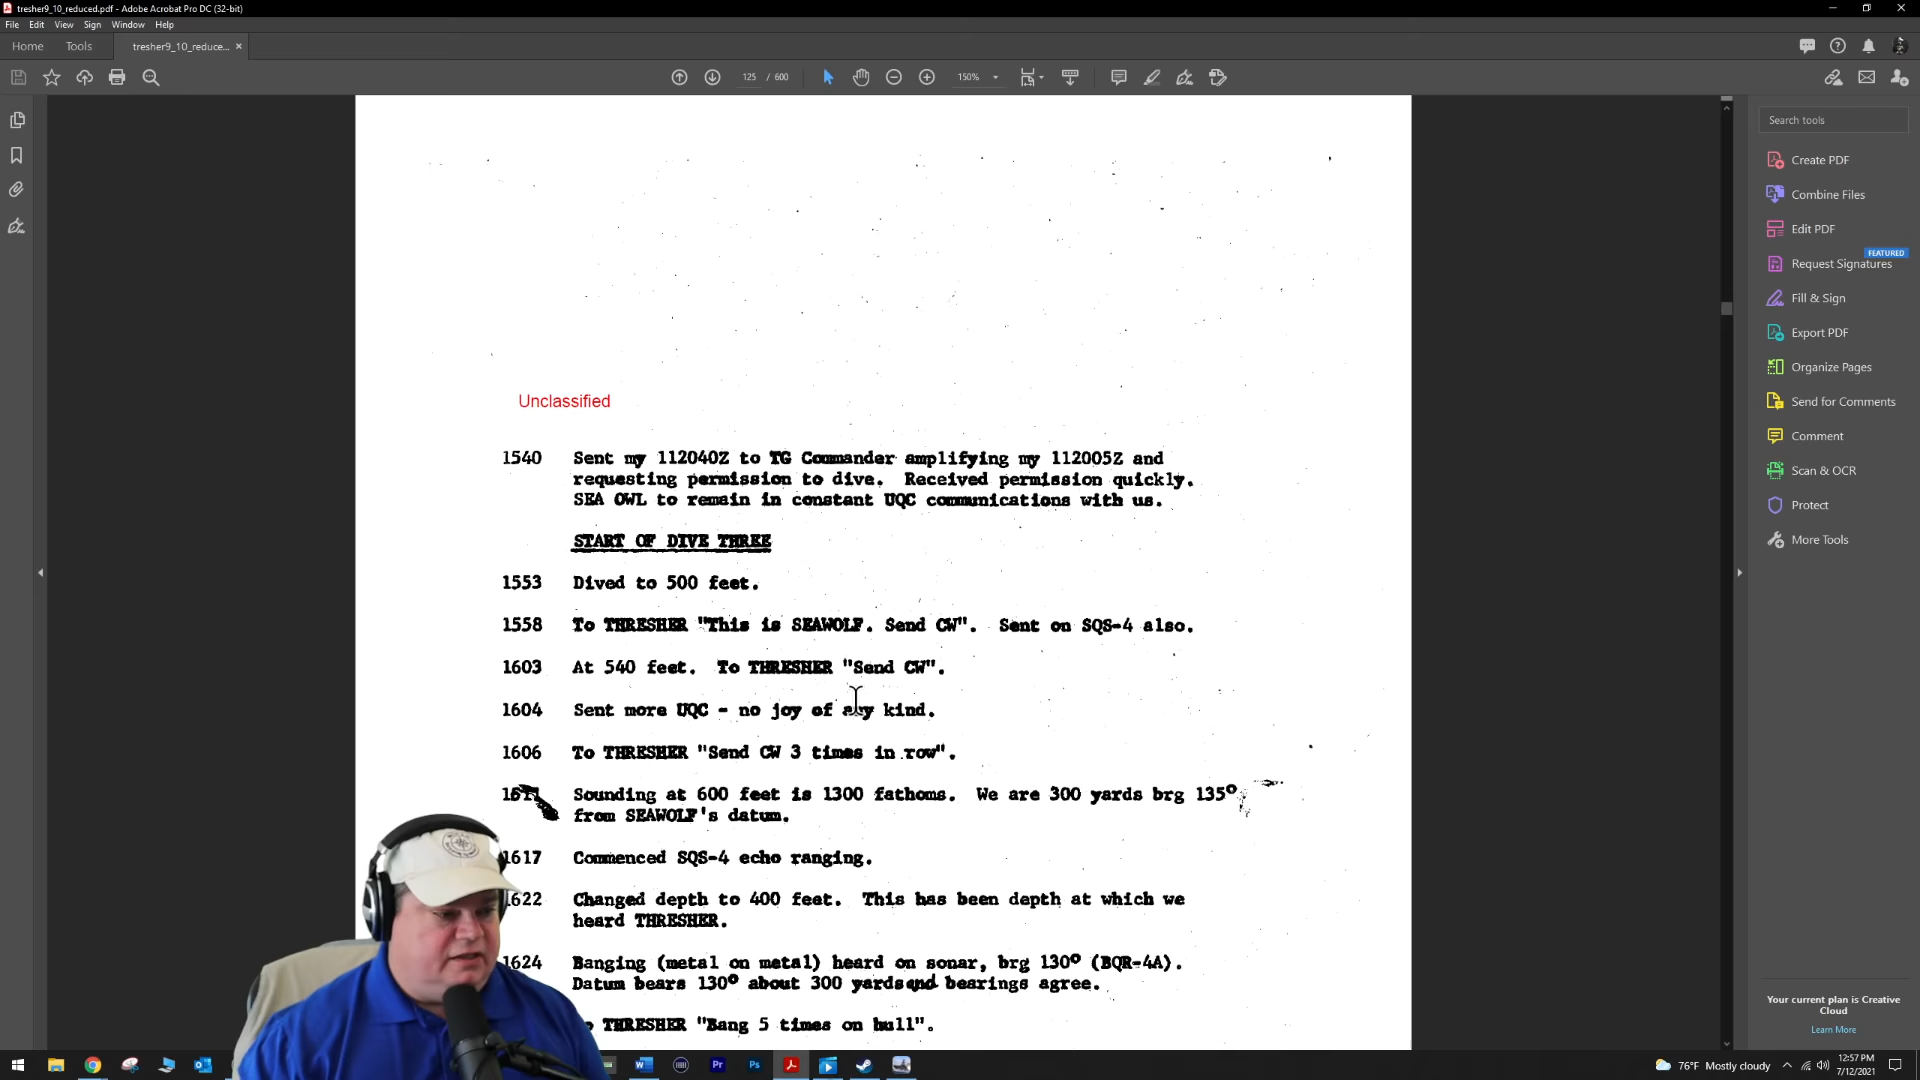 tresher9_10_reduced.pdf - Adobe Acrobat Pro DC (32-bit)
File Edit View Sign Window Help
Home Tools tresher9_10_reduce... ×
125 / 600 150%
Search tools
Create PDF
Combine Files
Edit PDF
FEATURED
Request Signatures
Fill & Sign
Export PDF
Organize Pages
Send for Comments
Comment
Scan & OCR
Protect
More Tools
Your current plan is Creative
Cloud
Learn More
Unclassified
1540 Sent my 112040Z to TG Commander amplifying my 112005Z and
requesting permission to dive. Received permission quickly.
SEA OWL to remain in constant UQC communications with us.
START OF DIVE THREE
1553 Dived to 500 feet.
1558 To THRESHER "This is SEAWOLF. Send CW". Sent on SQS-4 also.
1603 At 540 feet. To THRESHER "Send CW".
1604 Sent more UQC - no joy of any kind.
1606 To THRESHER "Send CW 3 times in row".
Sounding at 600 feet is 1300 fathoms. We are 300 yards brg 135°
from SEAWOLF's datum.
1617 Commenced SQS-4 echo ranging.
1622 Changed depth to 400 feet. This has been depth at which we
heard THRESHER.
1624 Banging (metal on metal) heard on sonar, brg 130° (BQR-4A).
Datum bears 130° about 300 yards and bearings agree.
THRESHER "Bang 5 times on hull".
76°F Mostly cloudy
12:57 PM
7/12/2021